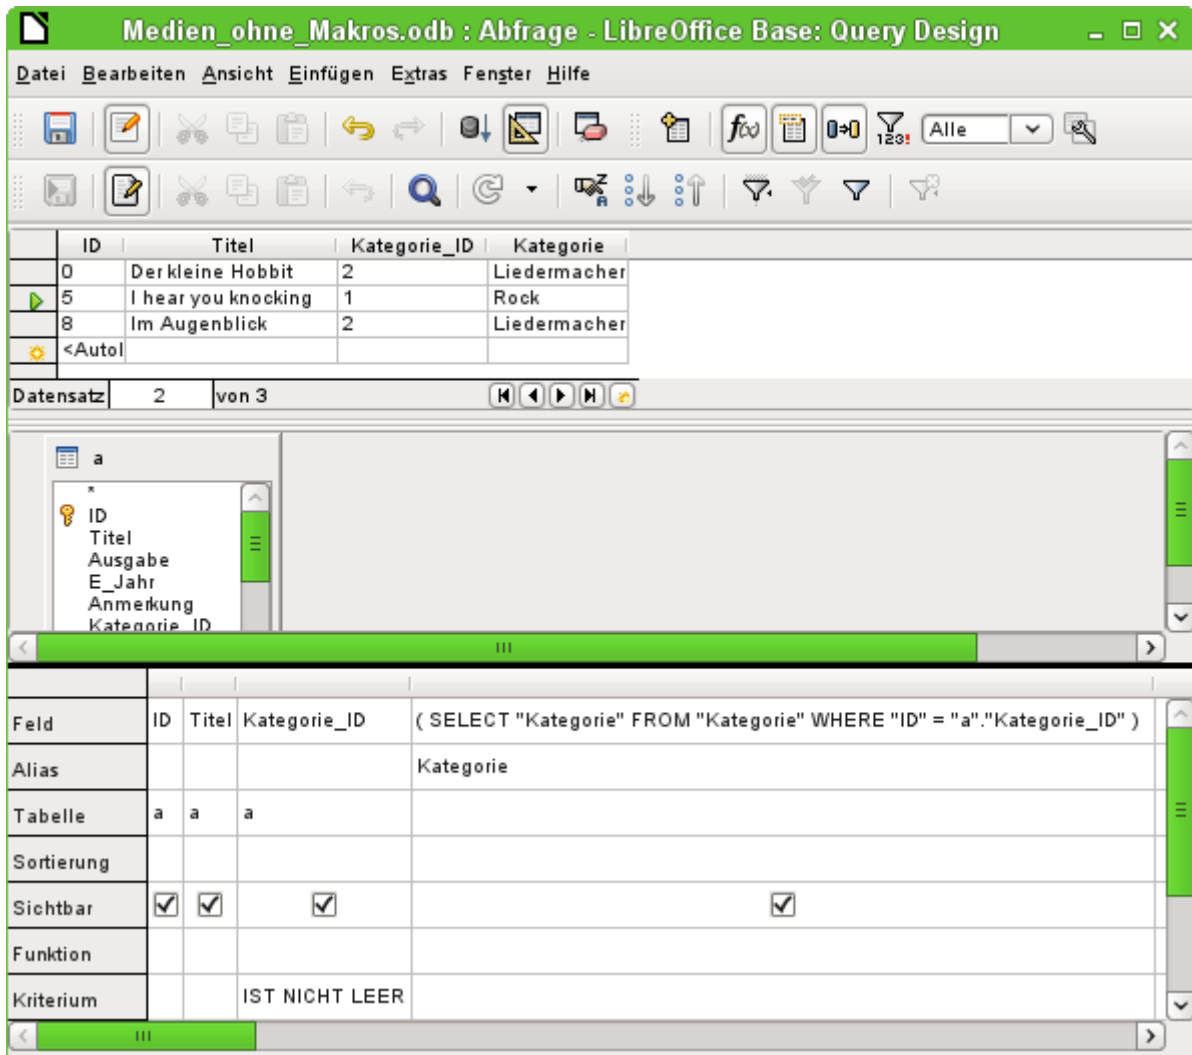 Medien_ohne_Makros.odb : Abfrage - LibreOffice Base: Query Design
Datei Bearbeiten Ansicht Einfügen Extras Fenster Hilfe
f(x) 123! Alle
Z A
ID Titel Kategorie_ID Kategorie
0 Der kleine Hobbit 2 Liedermacher
5 I hear you knocking 1 Rock
8 Im Augenblick 2 Liedermacher
<AutoI
Datensatz 2 von 3
a
*
ID
Titel
Ausgabe
E_Jahr
Anmerkung
Kategorie_ID
Feld ID Titel Kategorie_ID ( SELECT "Kategorie" FROM "Kategorie" WHERE "ID" = "a"."Kategorie_ID" )
Alias Kategorie
Tabelle a a a
Sortierung
Sichtbar
Funktion
Kriterium IST NICHT LEER